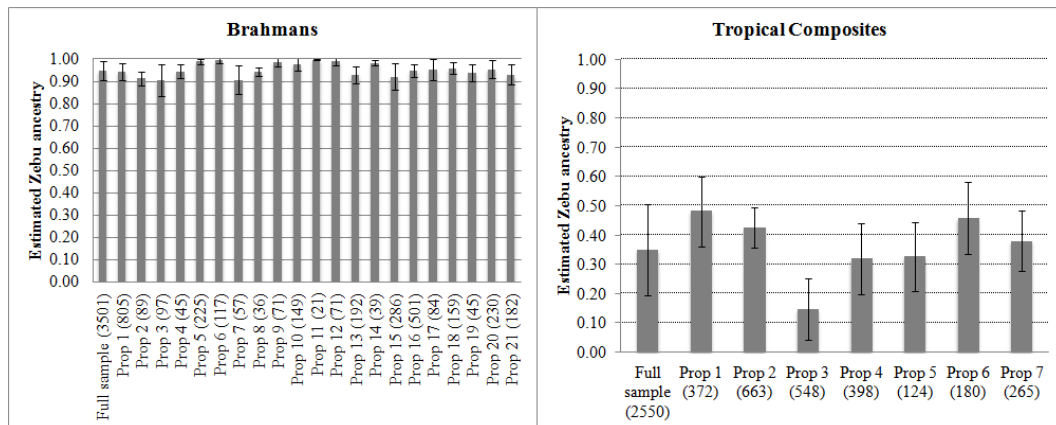 Brahmans
Estimated Zebu ancestry
1.00
0.90
0.80
0.70
0.60
0.50
0.40
0.30
0.20
0.10
0.00
Full sample (3501)
Prop 1 (805)
Prop 2 (89)
Prop 3 (97)
Prop 4 (45)
Prop 5 (225)
Prop 6 (117)
Prop 7 (57)
Prop 8 (36)
Prop 9 (71)
Prop 10 (149)
Prop 11 (21)
Prop 12 (71)
Prop 13 (192)
Prop 14 (39)
Prop 15 (286)
Prop 16 (501)
Prop 17 (84)
Prop 18 (159)
Prop 19 (45)
Prop 20 (230)
Prop 21 (182)
Tropical Composites
Estimated Zebu ancestry
1.00
0.90
0.80
0.70
0.60
0.50
0.40
0.30
0.20
0.10
0.00
Full Prop 1 Prop 2 Prop 3 Prop 4 Prop 5 Prop 6 Prop 7
sample (372) (663) (548) (398) (124) (180) (265)
(2550)